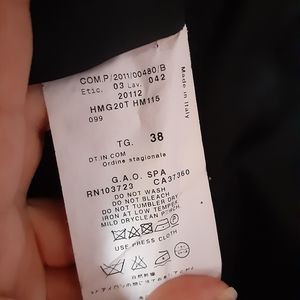 COM.P/2011/00480/B
Etic. 03 Lav. 042
20112
HMG20T HM115
099
Made in Italy
TG. 38
DT.IN.COM
Ordine stagionale
G.A.O. SPA
RN103723 CA37360
DO NOT WASH
DO NOT BLEACH
DO NOT TUMBLER DRY
IRON AT LOW TEMPER.
MILD DRYCLEAN P
USE PRESS CLOTH